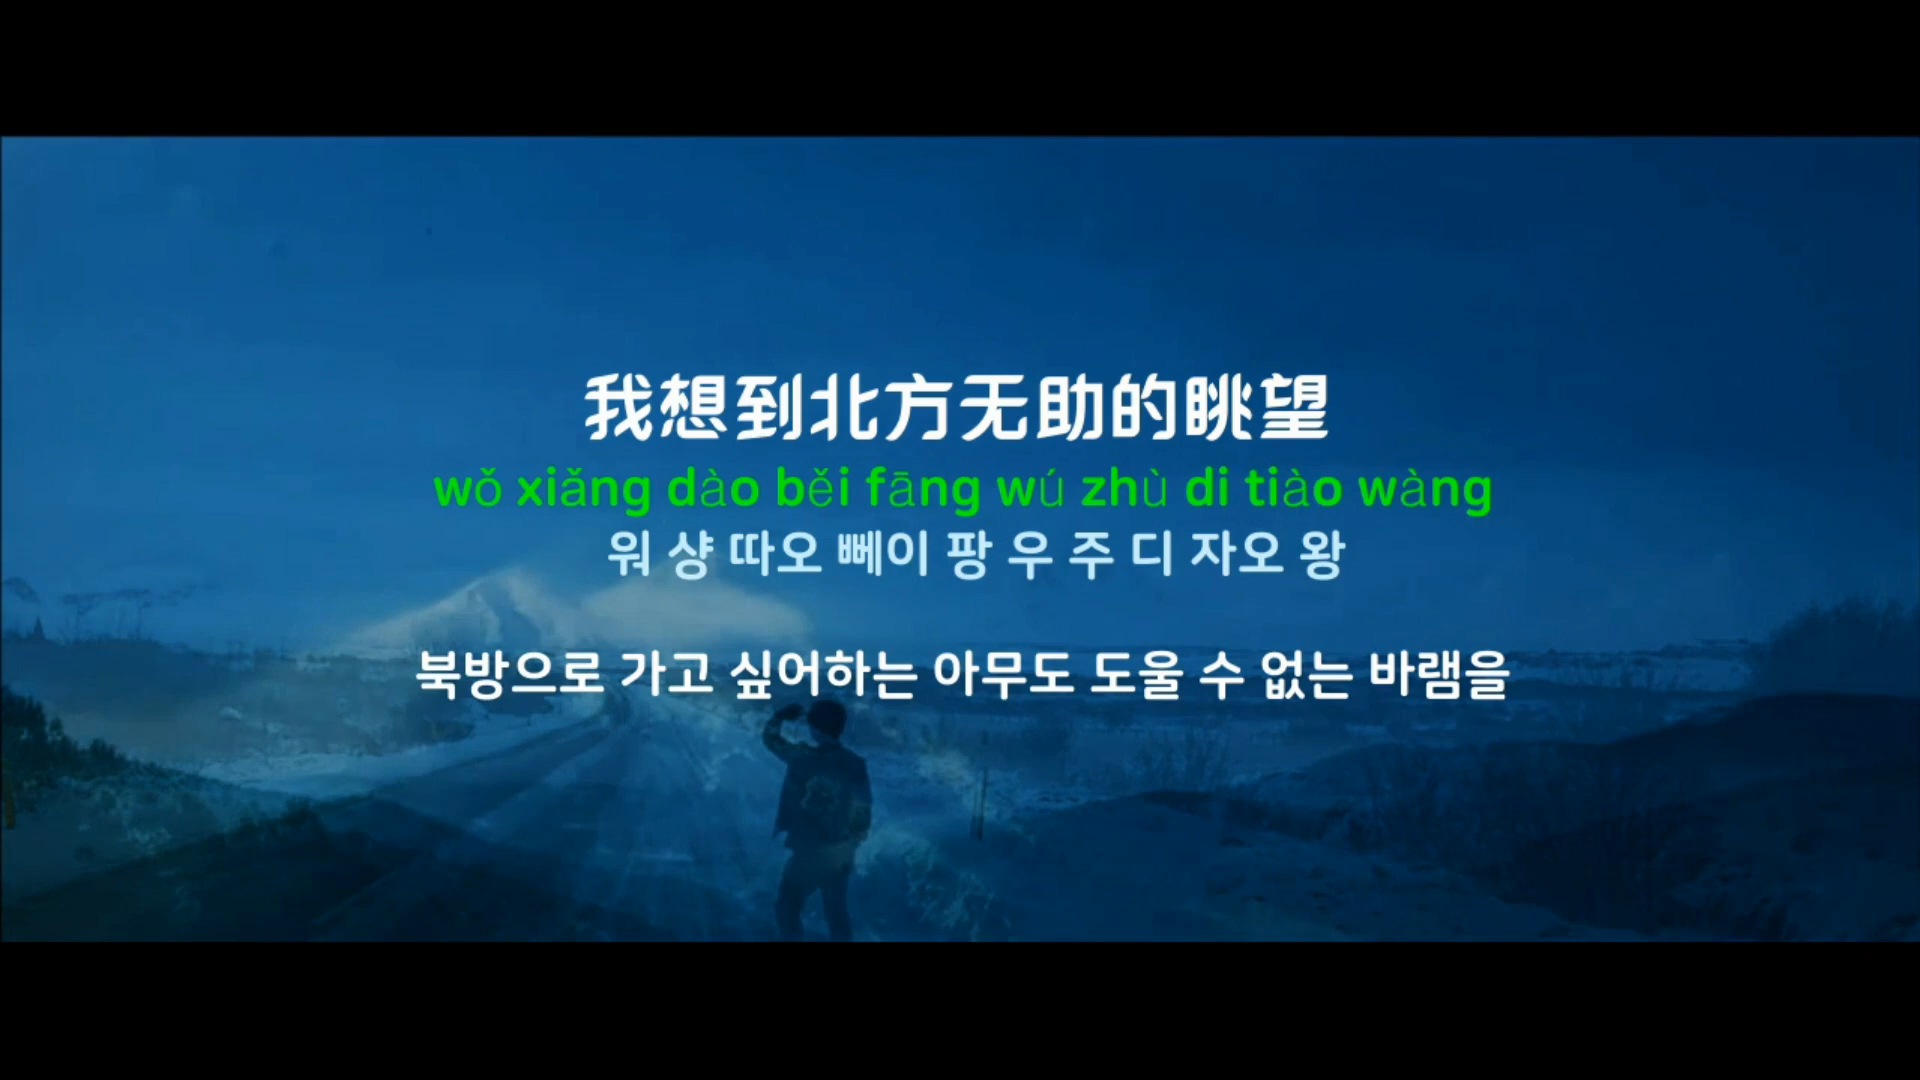 我想到北方无助的眺望
wǒ xiǎng dào běi fāng wú zhù di tiào wàng
워 샹 따오 뻬이 팡 우 주 디 쟈오 왕
북방으로 가고 싶어하는 아무도 도울 수 없는 바램을